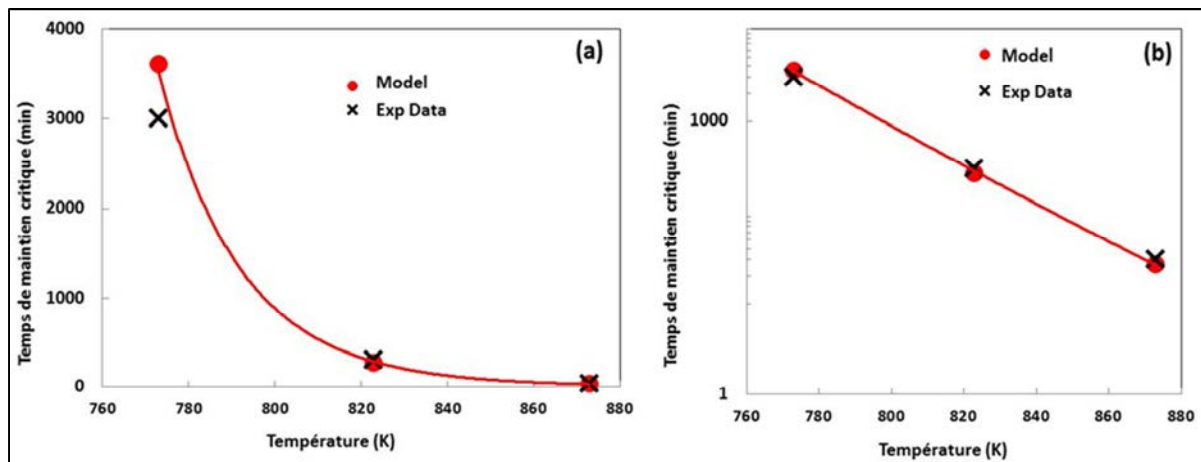 (a)
Temps de maintien critique (min)
4000
3000
2000
1000
0
Model
Exp Data
760
780
800
820
840
860
880
Température (K)
(b)
Temps de maintien critique (min)
1000
1
Model
Exp Data
760
780
800
820
840
860
880
Température (K)